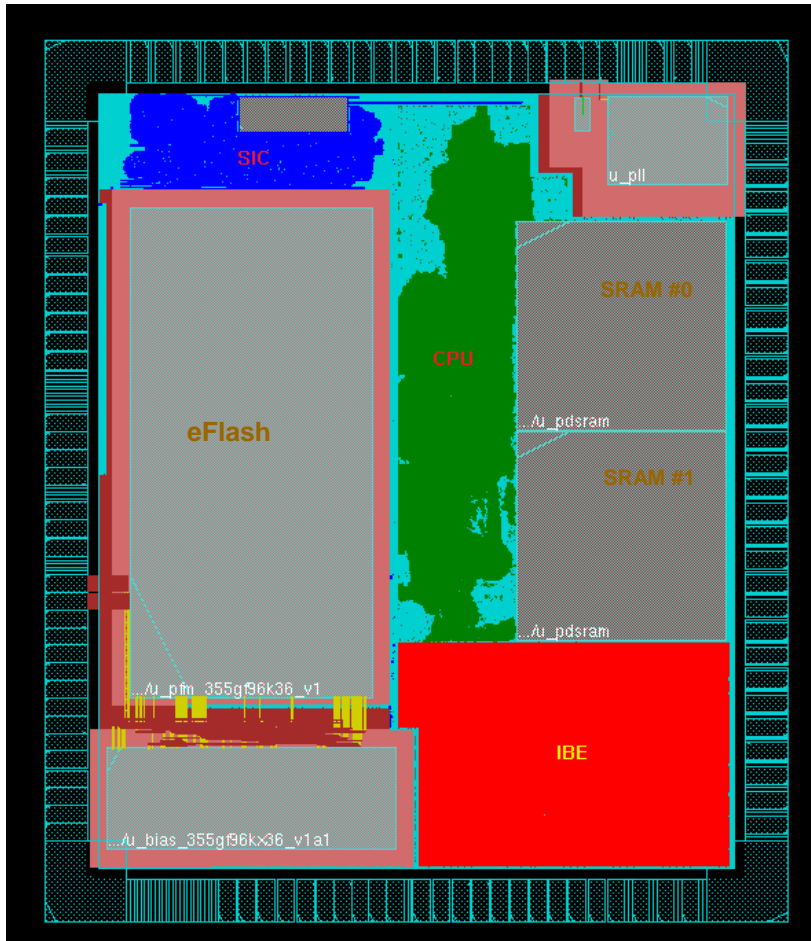 SIC
u_pll
SRAM #0
CPU
.../u_pdsram
eFlash
SRAM #1
.../u_pdsram
.../u_pfm_355gf96k36_v1
IBE
.../u_bias_355gf96kx36_v1a1